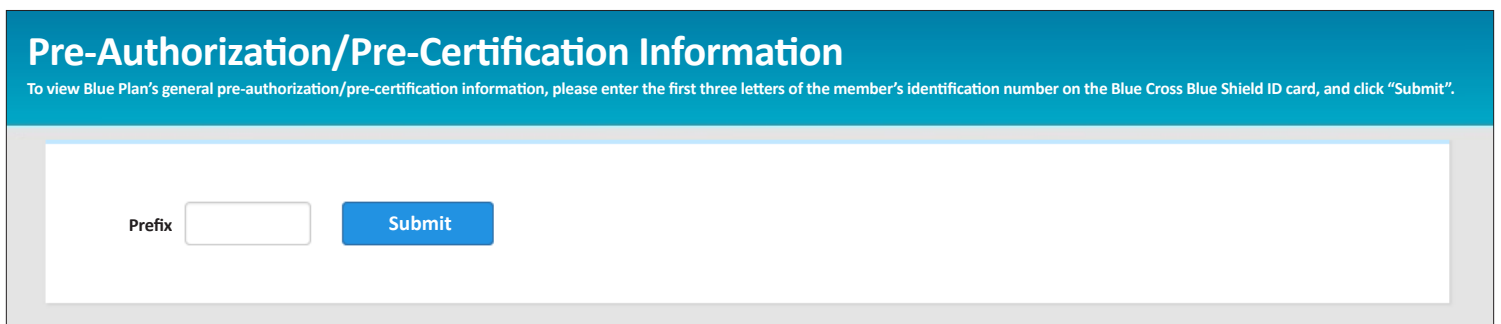 Pre-Authorization/Pre-Certification Information
To view Blue Plan’s general pre-authorization/pre-certification information, please enter the first three letters of the member’s identification number on the Blue Cross Blue Shield ID card, and click “Submit”.
Prefix Submit